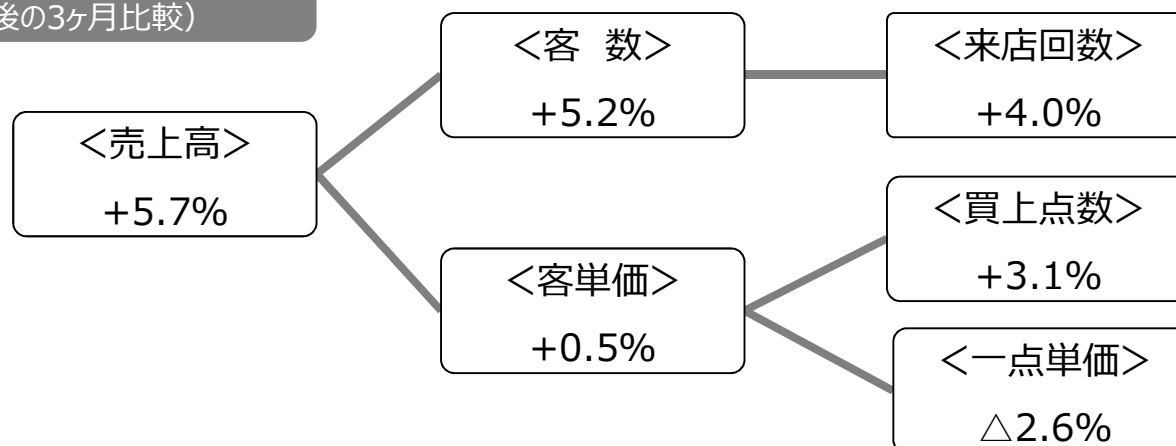 後の3ヶ月比較）
＜客 数＞
+5.2%
＜来店回数＞
+4.0%
＜売上高＞
+5.7%
＜買上点数＞
+3.1%
＜客単価＞
+0.5%
＜一点単価＞
△2.6%